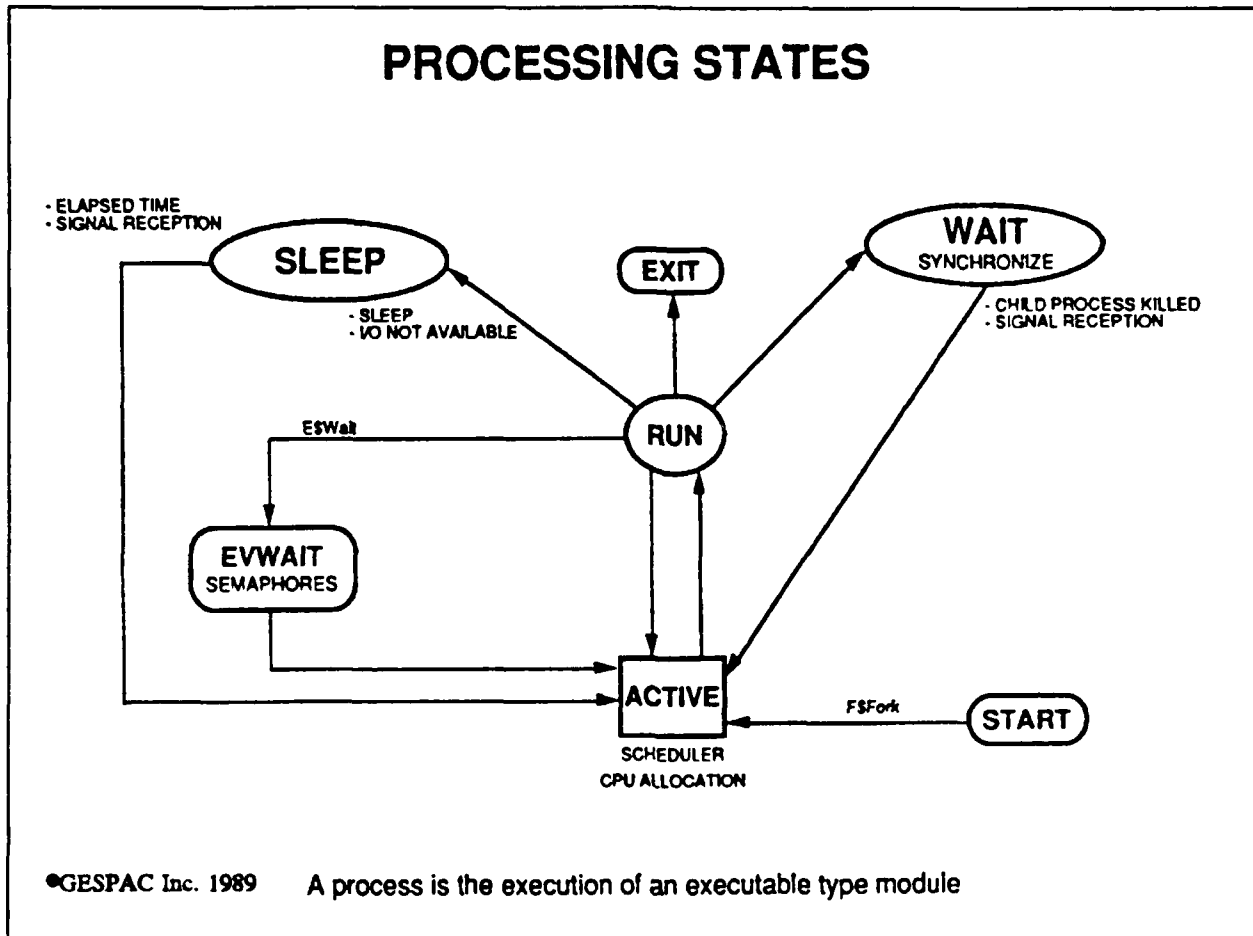 PROCESSING STATES
- ELAPSED TIME
- SIGNAL RECEPTION
SLEEP
EXIT
WAIT
SYNCHRONIZE
- SLEEP
- I/O NOT AVAILABLE
- CHILD PROCESS KILLED
- SIGNAL RECEPTION
RUN
E$Wait
EVWAIT
SEMAPHORES
ACTIVE
F$Fork
START
SCHEDULER
CPU ALLOCATION
●GESPAC Inc. 1989 A process is the execution of an executable type module